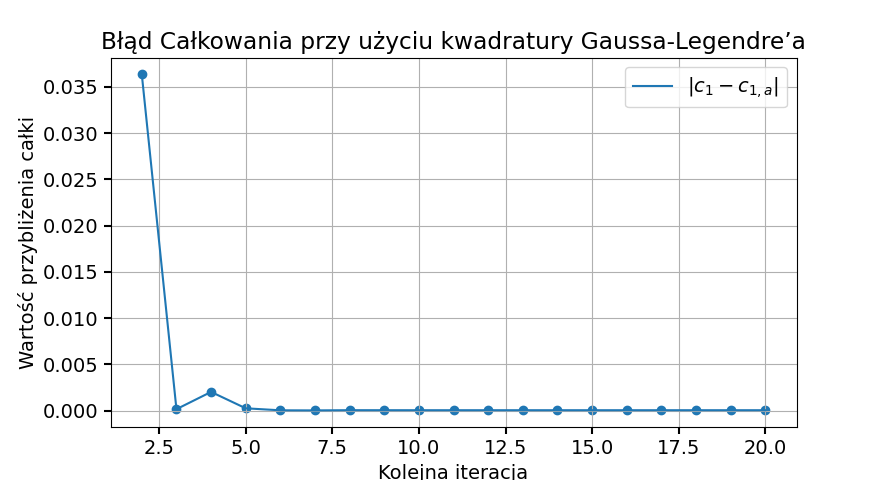 Błąd Całkowania przy użyciu kwadratury Gaussa-Legendre’a
|c₁ − c₁,ₐ|
Wartość przybliżenia całki
0.035
0.030
0.025
0.020
0.015
0.010
0.005
0.000
2.5 5.0 7.5 10.0 12.5 15.0 17.5 20.0
Kolejna iteracja